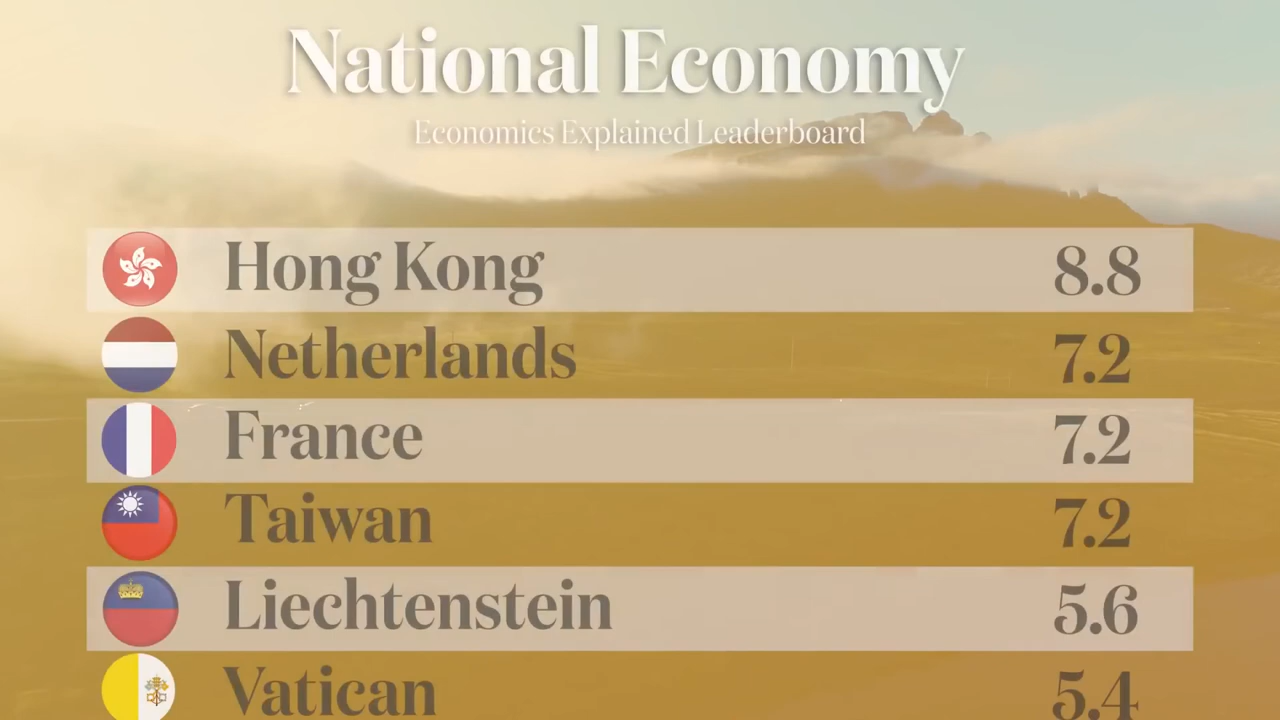 National Economy
Economics Explained Leaderboard
Hong Kong 8.8
Netherlands 7.2
France 7.2
Taiwan 7.2
Liechtenstein 5.6
Vatican 5.4